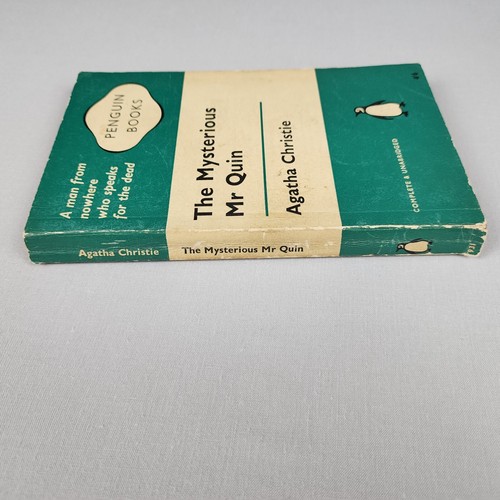 PENGUIN
BOOKS
A man from
nowhere
who speaks
for the dead
The Mysterious
Mr Quin
Agatha Christie
COMPLETE & UNABRIDGED
Agatha Christie
The Mysterious Mr Quin